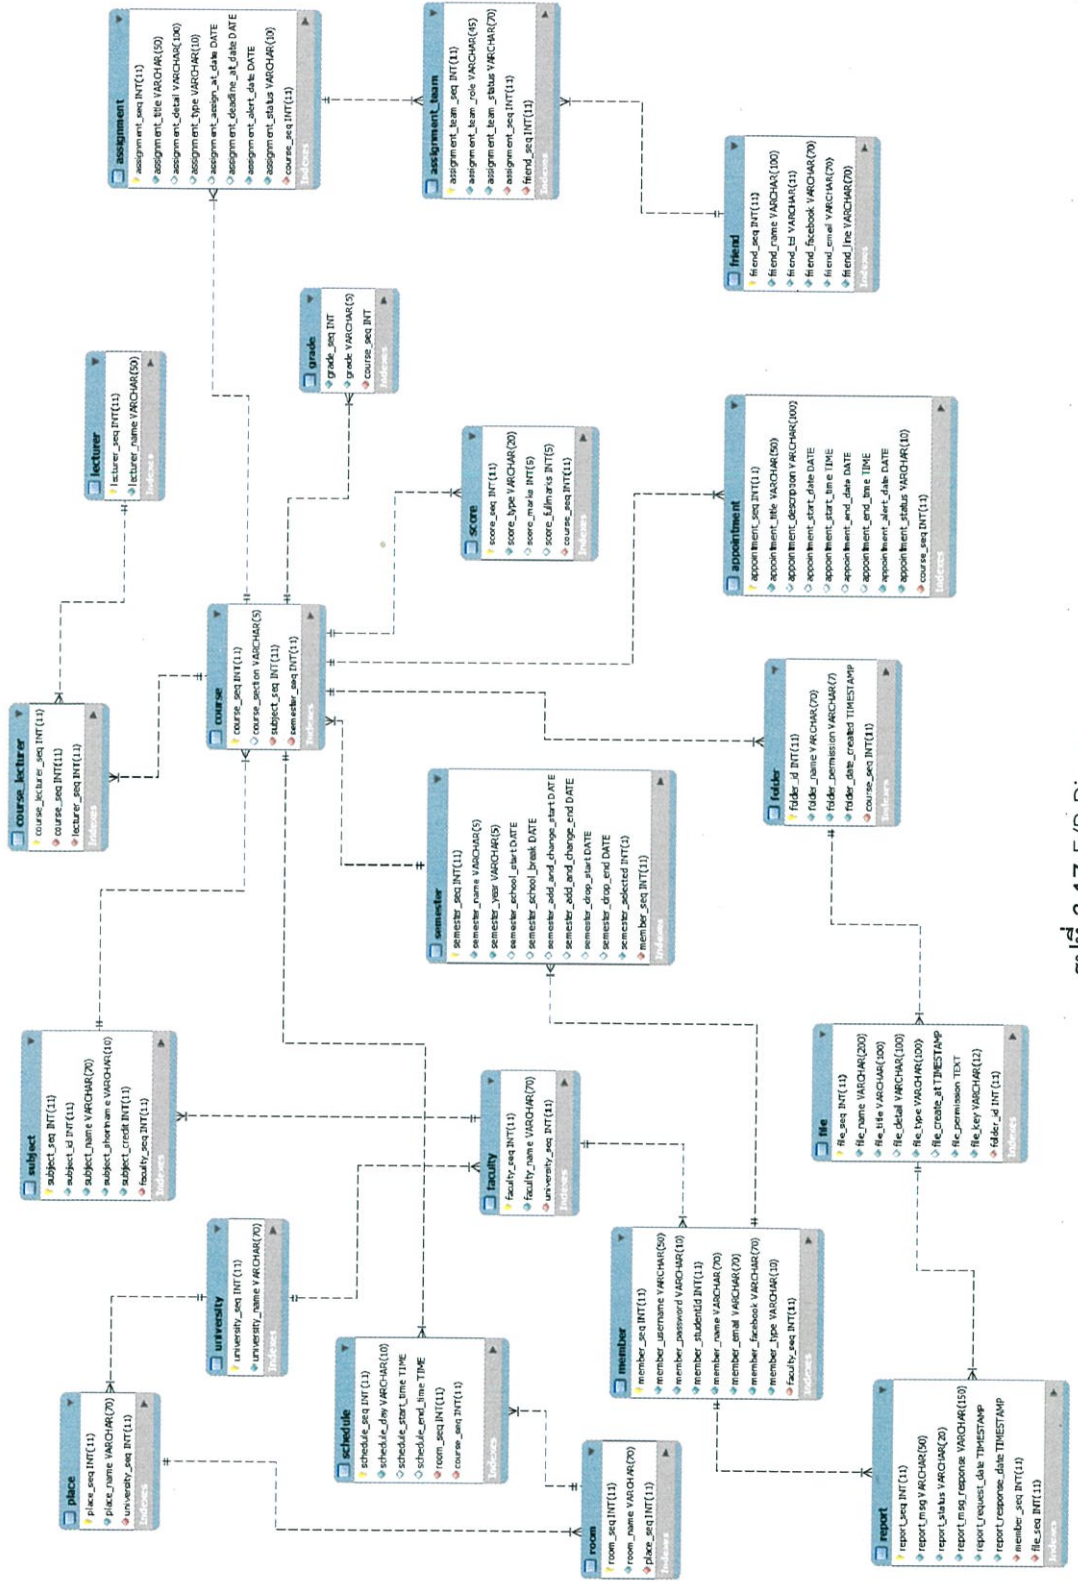 assignment
assignment_seq INT(11)
assignment_title VARCHAR(50)
assignment_detail VARCHAR(100)
assignment_type VARCHAR(10)
assignment_assign_at_date DATE
assignment_deadline_at_date DATE
assignment_alert_date DATE
assignment_status VARCHAR(10)
course_seq INT(11)
Indexes
assignment_team
assignment_team_seq INT(11)
assignment_team_role VARCHAR(45)
assignment_team_status VARCHAR(70)
assignment_seq INT(11)
friend_seq INT(11)
Indexes
friend
friend_seq INT(11)
friend_name VARCHAR(100)
friend_tel VARCHAR(11)
friend_facebook VARCHAR(70)
friend_email VARCHAR(70)
friend_line VARCHAR(70)
Indexes
lecturer
lecturer_seq INT(11)
lecturer_name VARCHAR(50)
Indexes
grade
grade_seq INT
grade VARCHAR(5)
course_seq INT
Indexes
score
score_seq INT(11)
score_type VARCHAR(20)
score_marks INT(5)
score_fullmarks INT(5)
course_seq INT(11)
Indexes
appointment
appointment_seq INT(11)
appointment_title VARCHAR(50)
appointment_description VARCHAR(100)
appointment_start_date DATE
appointment_start_time TIME
appointment_end_date DATE
appointment_end_time TIME
appointment_alert_date DATE
appointment_status VARCHAR(10)
course_seq INT(11)
Indexes
course_lecturer
course_lecturer_seq INT(11)
course_seq INT(11)
lecturer_seq INT(11)
Indexes
course
course_seq INT(11)
course_section VARCHAR(5)
subject_seq INT(11)
semester_seq INT(11)
Indexes
semester
semester_seq INT(11)
semester_name VARCHAR(5)
semester_year VARCHAR(5)
semester_school_start DATE
semester_school_break DATE
semester_add_and_change_start DATE
semester_add_and_change_end DATE
semester_drop_start DATE
semester_drop_end DATE
semester_selected INT(1)
member_seq INT(11)
Indexes
folder
folder_id INT(11)
folder_name VARCHAR(70)
folder_permission VARCHAR(7)
folder_date_created TIMESTAMP
course_seq INT(11)
Indexes
subject
subject_seq INT(11)
subject_id INT(11)
subject_name VARCHAR(70)
subject_shortname VARCHAR(10)
subject_credit INT(11)
faculty_seq INT(11)
Indexes
faculty
faculty_seq INT(11)
faculty_name VARCHAR(70)
university_seq INT(11)
Indexes
file
file_seq INT(11)
file_name VARCHAR(200)
file_title VARCHAR(100)
file_detail VARCHAR(100)
file_type VARCHAR(100)
file_create_at TIMESTAMP
file_permission TEXT
file_key VARCHAR(12)
folder_id INT(11)
Indexes
university
university_seq INT(11)
university_name VARCHAR(70)
Indexes
member
member_seq INT(11)
member_username VARCHAR(50)
member_password VARCHAR(10)
member_studentId INT(11)
member_name VARCHAR(70)
member_email VARCHAR(70)
member_facebook VARCHAR(70)
member_type VARCHAR(10)
faculty_seq INT(11)
Indexes
place
place_seq INT(11)
place_name VARCHAR(70)
university_seq INT(11)
Indexes
schedule
schedule_seq INT(11)
schedule_day VARCHAR(10)
schedule_start_time TIME
schedule_end_time TIME
room_seq INT(11)
course_seq INT(11)
Indexes
room
room_seq INT(11)
room_name VARCHAR(70)
place_seq INT(11)
Indexes
report
report_seq INT(11)
report_msg VARCHAR(50)
report_status VARCHAR(20)
report_msg_response VARCHAR(150)
report_request_date TIMESTAMP
report_response_date TIMESTAMP
member_seq INT(11)
file_seq INT(11)
Indexes